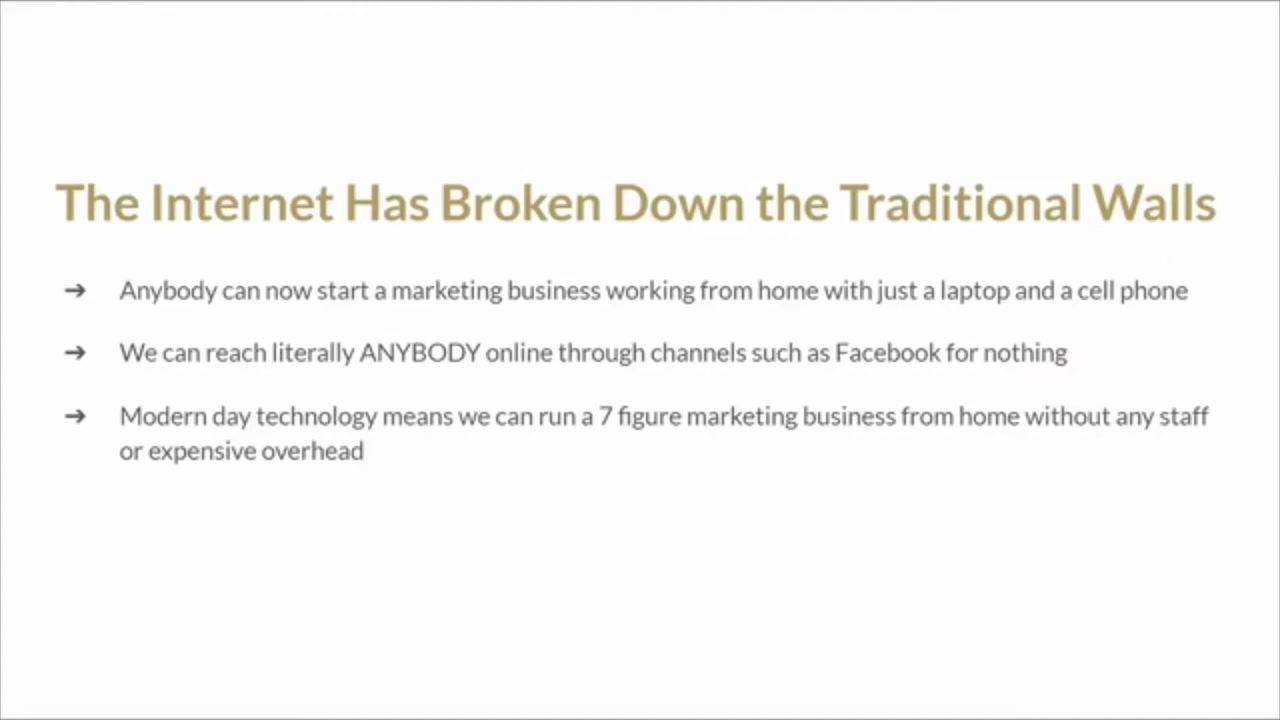 The Internet Has Broken Down the Traditional Walls
➔ Anybody can now start a marketing business working from home with just a laptop and a cell phone
➔ We can reach literally ANYBODY online through channels such as Facebook for nothing
➔ Modern day technology means we can run a 7 figure marketing business from home without any staff
or expensive overhead